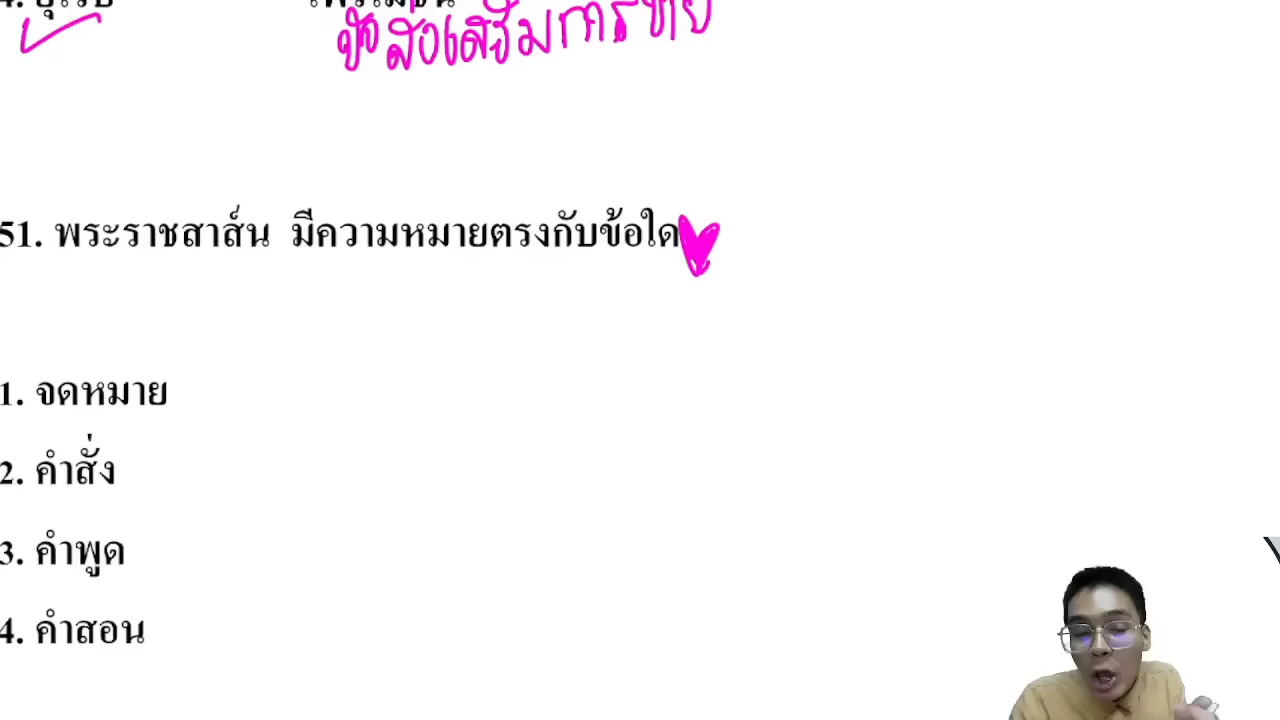 ขัอ ส่งเสริมการขาย
51. พระราชสาส์น มีความหมายตรงกับข้อใด
1. จดหมาย
2. คำสั่ง
3. คำพูด
4. คำสอน